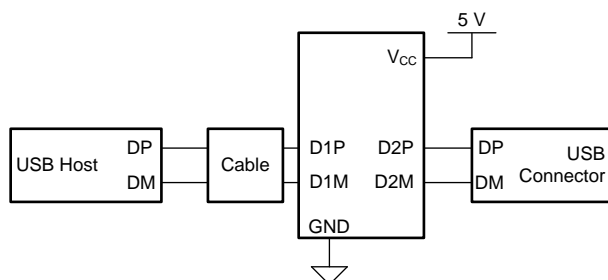 5 V
VCC
USB Host
DP
DM
Cable
D1P
D1M
D2P
D2M
GND
DP
DM
USB
Connector